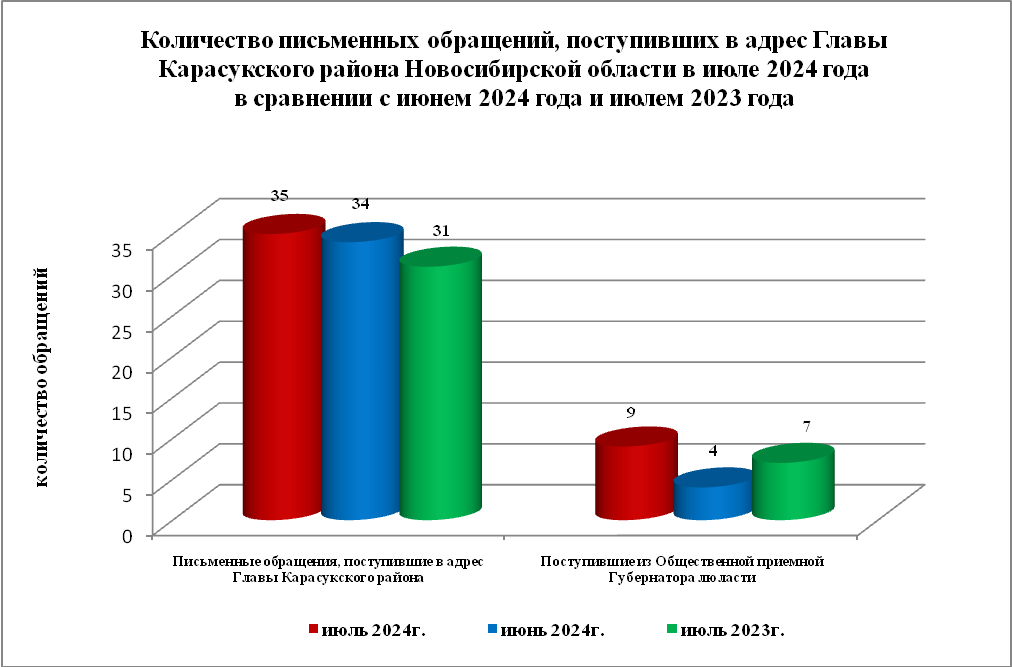 Количество письменных обращений, поступивших в адрес Главы
Карасукского района Новосибирской области в июле 2024 года
в сравнении с июнем 2024 года и июлем 2023 года
35
34
31
9
4
7
35
30
25
20
15
10
5
0
количество обращений
Письменные обращения, поступившие в адрес
Главы Карасукского района
Поступившие из Общественной приемной
Губернатора люласти
июль 2024г.
июнь 2024г.
июль 2023г.